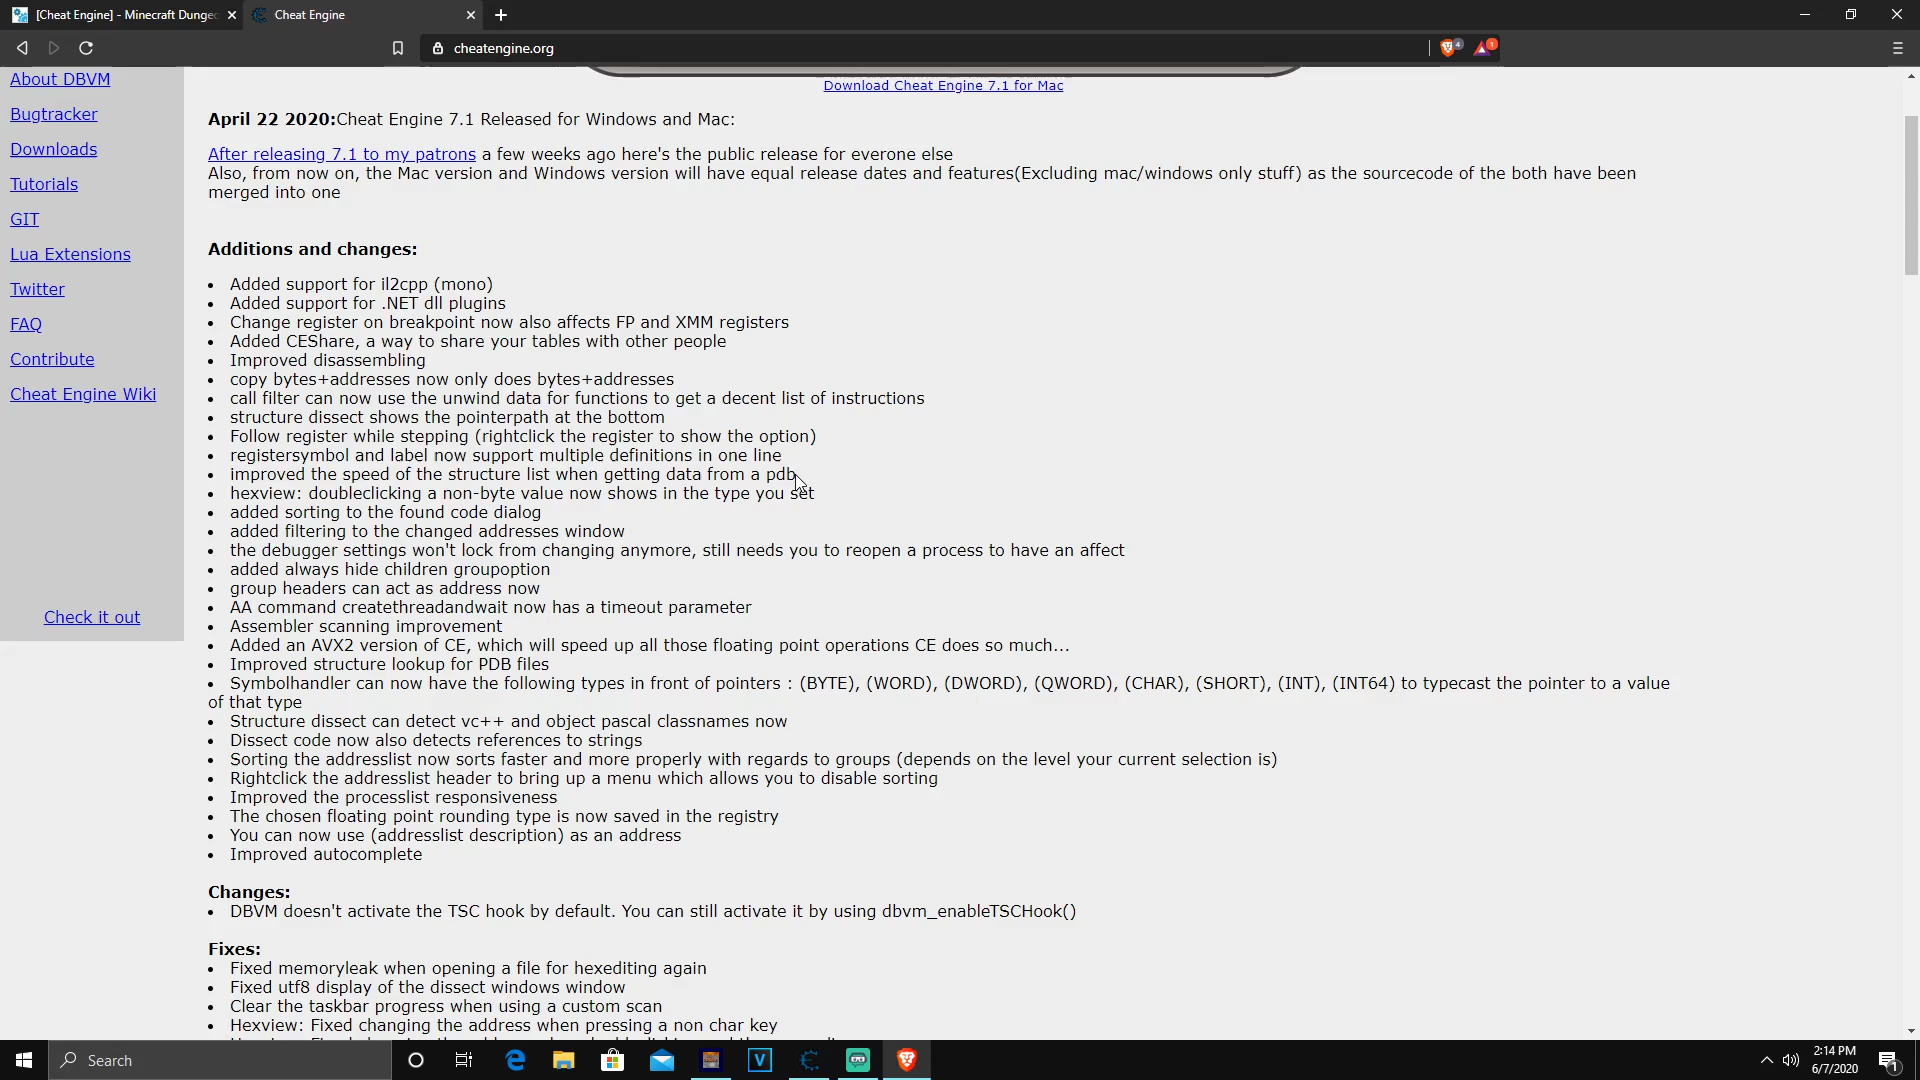 [Cheat Engine] - Minecraft Dunge
Cheat Engine
cheatengine.org
4
1
About DBVM
Bugtracker
Downloads
Tutorials
GIT
Lua Extensions
Twitter
FAQ
Contribute
Cheat Engine Wiki
Check it out
Download Cheat Engine 7.1 for Mac
April 22 2020:Cheat Engine 7.1 Released for Windows and Mac:
After releasing 7.1 to my patrons a few weeks ago here's the public release for everone else
Also, from now on, the Mac version and Windows version will have equal release dates and features(Excluding mac/windows only stuff) as the sourcecode of the both have been
merged into one
Additions and changes:
• Added support for il2cpp (mono)
• Added support for .NET dll plugins
• Change register on breakpoint now also affects FP and XMM registers
• Added CEShare, a way to share your tables with other people
• Improved disassembling
• copy bytes+addresses now only does bytes+addresses
• call filter can now use the unwind data for functions to get a decent list of instructions
• structure dissect shows the pointerpath at the bottom
• Follow register while stepping (rightclick the register to show the option)
• registersymbol and label now support multiple definitions in one line
• improved the speed of the structure list when getting data from a pdb
• hexview: doubleclicking a non-byte value now shows in the type you set
• added sorting to the found code dialog
• added filtering to the changed addresses window
• the debugger settings won't lock from changing anymore, still needs you to reopen a process to have an affect
• added always hide children groupoption
• group headers can act as address now
• AA command createthreadandwait now has a timeout parameter
• Assembler scanning improvement
• Added an AVX2 version of CE, which will speed up all those floating point operations CE does so much...
• Improved structure lookup for PDB files
• Symbolhandler can now have the following types in front of pointers : (BYTE), (WORD), (DWORD), (QWORD), (CHAR), (SHORT), (INT), (INT64) to typecast the pointer to a value
of that type
• Structure dissect can detect vc++ and object pascal classnames now
• Dissect code now also detects references to strings
• Sorting the addresslist now sorts faster and more properly with regards to groups (depends on the level your current selection is)
• Rightclick the addresslist header to bring up a menu which allows you to disable sorting
• Improved the processlist responsiveness
• The chosen floating point rounding type is now saved in the registry
• You can now use (addresslist description) as an address
• Improved autocomplete
Changes:
• DBVM doesn't activate the TSC hook by default. You can still activate it by using dbvm_enableTSCHook()
Fixes:
• Fixed memoryleak when opening a file for hexediting again
• Fixed utf8 display of the dissect windows window
• Clear the taskbar progress when using a custom scan
• Hexview: Fixed changing the address when pressing a non char key
Search
V
2:14 PM
6/7/2020
1